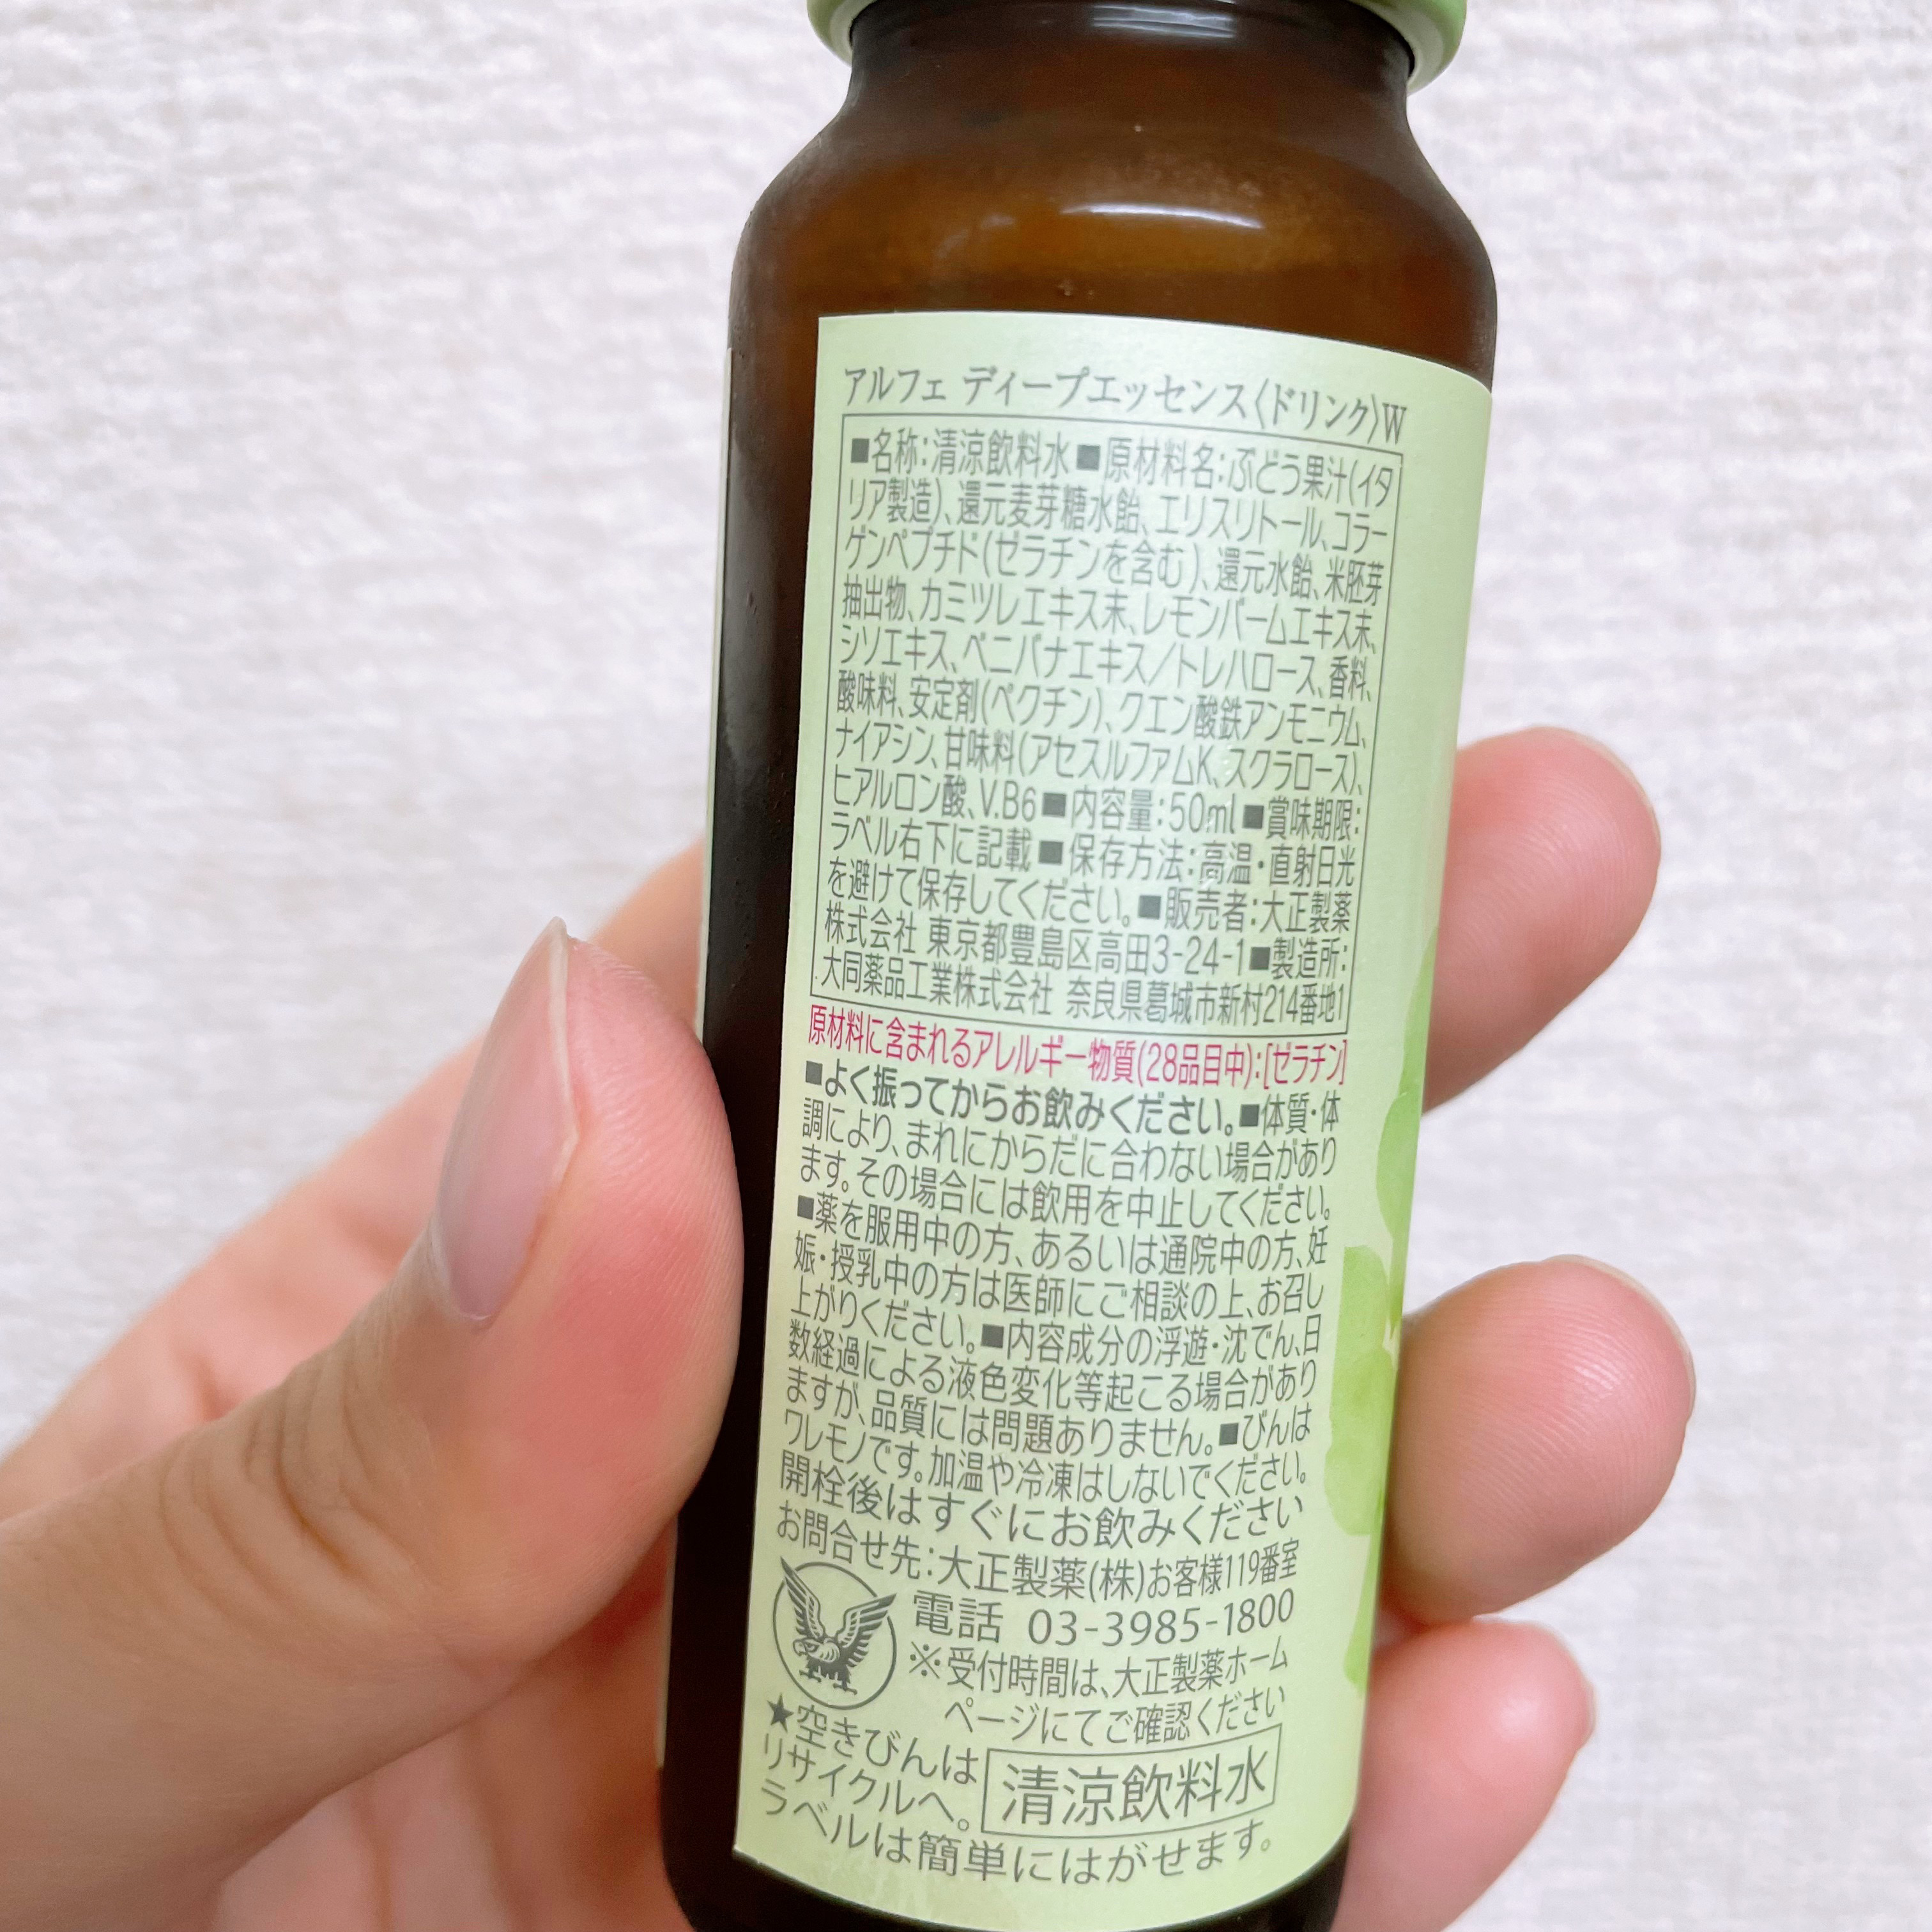 アルフェ ディープエッセンス〈ドリンク〉W
■名称:清涼飲料水■原材料名:ぶどう果汁(イタ
リア製造)、還元麦芽糖水飴、エリスリトール、コラー
ゲンペプチド(ゼラチンを含む)、還元水飴、米胚芽
抽出物、カミツレエキス末、レモンバームエキス末、
シソエキス、ベニバナエキス/トレハロース、香料、
酸味料、安定剤(ペクチン)、クエン酸鉄アンモニウム、
ナイアシン、甘味料(アセスルファムK、スクラロース)、
ヒアルロン酸、V.B6■内容量:50ml■賞味期限:
ラベル右下に記載■保存方法:高温・直射日光
を避けて保存してください。■販売者:大正製薬
株式会社 東京都豊島区高田3-24-1■製造所:
大同薬品工業株式会社 奈良県葛城市新村214番地1
原材料に含まれるアレルギー物質(28品目中):[ゼラチン]
■よく振ってからお飲みください。■体質・体
調により、まれにからだに合わない場合があり
ます。その場合には飲用を中止してください。
■薬を服用中の方、あるいは通院中の方、妊
娠・授乳中の方は医師にご相談の上、お召し
上がりください。■内容成分の浮遊・沈でん、日
数経過による液色変化等起こる場合があり
ますが、品質には問題ありません。■びんは
ワレモノです。加温や冷凍はしないでください。
開栓後はすぐにお飲みください
お問合せ先:大正製薬(株)お客様119番室
電話 03-3985-1800
※受付時間は、大正製薬ホーム
ページにてご確認ください
★空きびんは
リサイクルへ。
清涼飲料水
ラベルは簡単にはがせます。